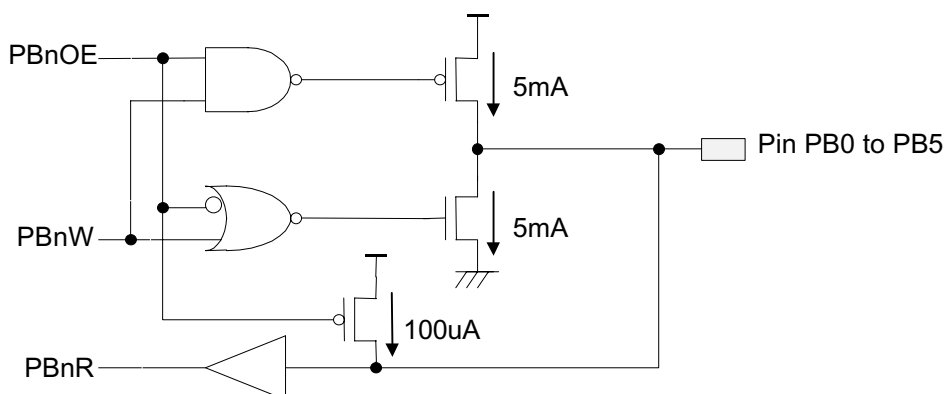 PBnOE
5mA
Pin PB0 to PB5
PBnW
5mA
100uA
PBnR